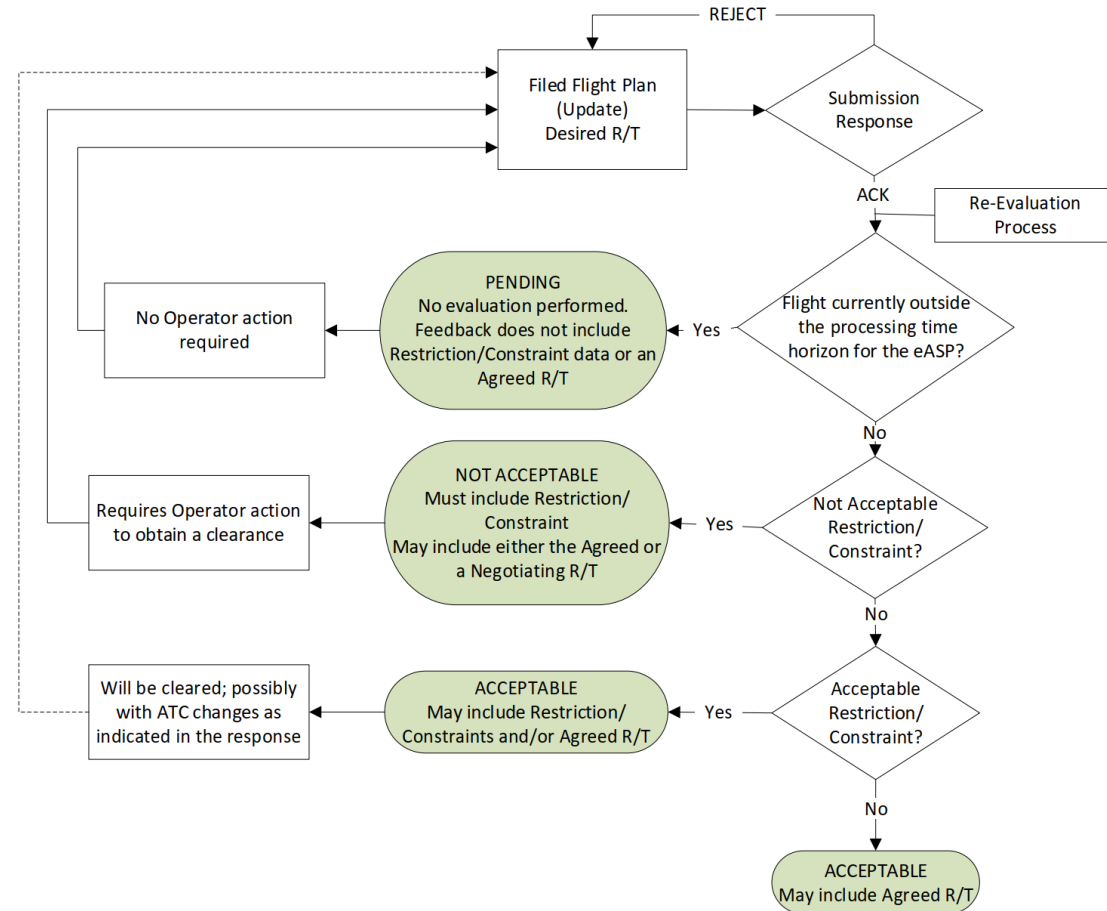 REJECT
Filed Flight Plan
(Update)
Desired R/T
Submission
Response
ACK
Re-Evaluation
Process
Flight currently outside
the processing time
horizon for the eASP?
Yes
PENDING
No evaluation performed.
Feedback does not include
Restriction/Constraint data or an
Agreed R/T
No Operator action
required
No
Not Acceptable
Restriction/
Constraint?
Yes
NOT ACCEPTABLE
Must include Restriction/
Constraint
May include either the Agreed or
a Negotiating R/T
Requires Operator action
to obtain a clearance
No
Acceptable
Restriction/
Constraint?
Yes
ACCEPTABLE
May include Restriction/
Constraints and/or Agreed R/T
Will be cleared; possibly
with ATC changes as
indicated in the response
No
ACCEPTABLE
May include Agreed R/T